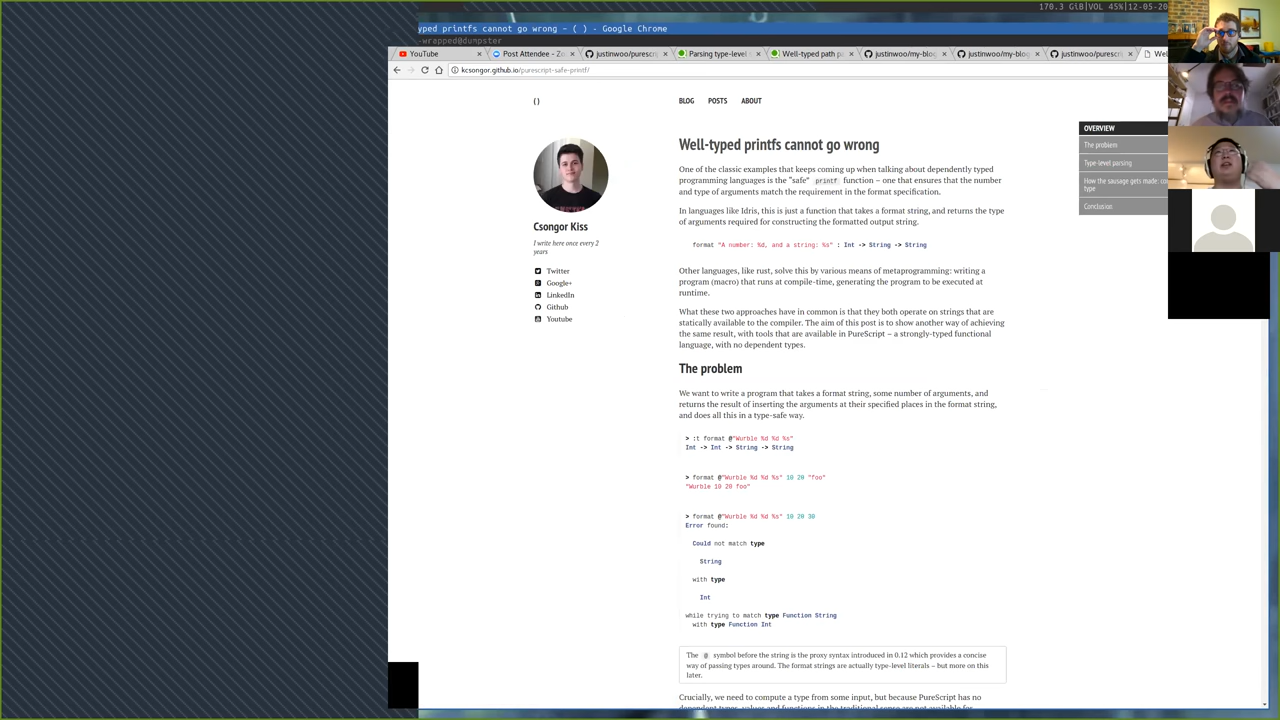 170.3 GiB|VOL 45%|12-05-20
yped printfs cannot go wrong – ( ) - Google Chrome
-wrapped@dumpster
YouTube
Post Attendee - Zo
justinwoo/purescri
Parsing type-level s
Well-typed path p
justinwoo/my-blog
justinwoo/my-blog
justinwoo/purescri
Wel
kcsongor.github.io/purescript-safe-printf/
( )
BLOG POSTS ABOUT
Csongor Kiss
I write here once every 2
years
Twitter
Google+
LinkedIn
Github
Youtube
Well-typed printfs cannot go wrong
One of the classic examples that keeps coming up when talking about dependently typed
programming languages is the “safe” printf function – one that ensures that the number
and type of arguments match the requirement in the format specification.
In languages like Idris, this is just a function that takes a format string, and returns the type
of arguments required for constructing the formatted output string.
format "A number: %d, and a string: %s" : Int -> String -> String
Other languages, like rust, solve this by various means of metaprogramming: writing a
program (macro) that runs at compile-time, generating the program to be executed at
runtime.
What these two approaches have in common is that they both operate on strings that are
statically available to the compiler. The aim of this post is to show another way of achieving
the same result, with tools that are available in PureScript – a strongly-typed functional
language, with no dependent types.
The problem
We want to write a program that takes a format string, some number of arguments, and
returns the result of inserting the arguments at their specified places in the format string,
and does all this in a type-safe way.
> :t format @"Wurble %d %d %s"
Int -> Int -> String -> String
> format @"Wurble %d %d %s" 10 20 "foo"
"Wurble 10 20 foo"
> format @"Wurble %d %d %s" 10 20 30
Error found:
Could not match type
String
with type
Int
while trying to match type Function String
with type Function Int
The @ symbol before the string is the proxy syntax introduced in 0.12 which provides a concise
way of passing types around. The format strings are actually type-level literals – but more on this
later.
Crucially, we need to compute a type from some input, but because PureScript has no
dependent types, values and functions in the traditional sense are not available for
OVERVIEW
The problem
Type-level parsing
How the sausage gets made: co
type
Conclusion